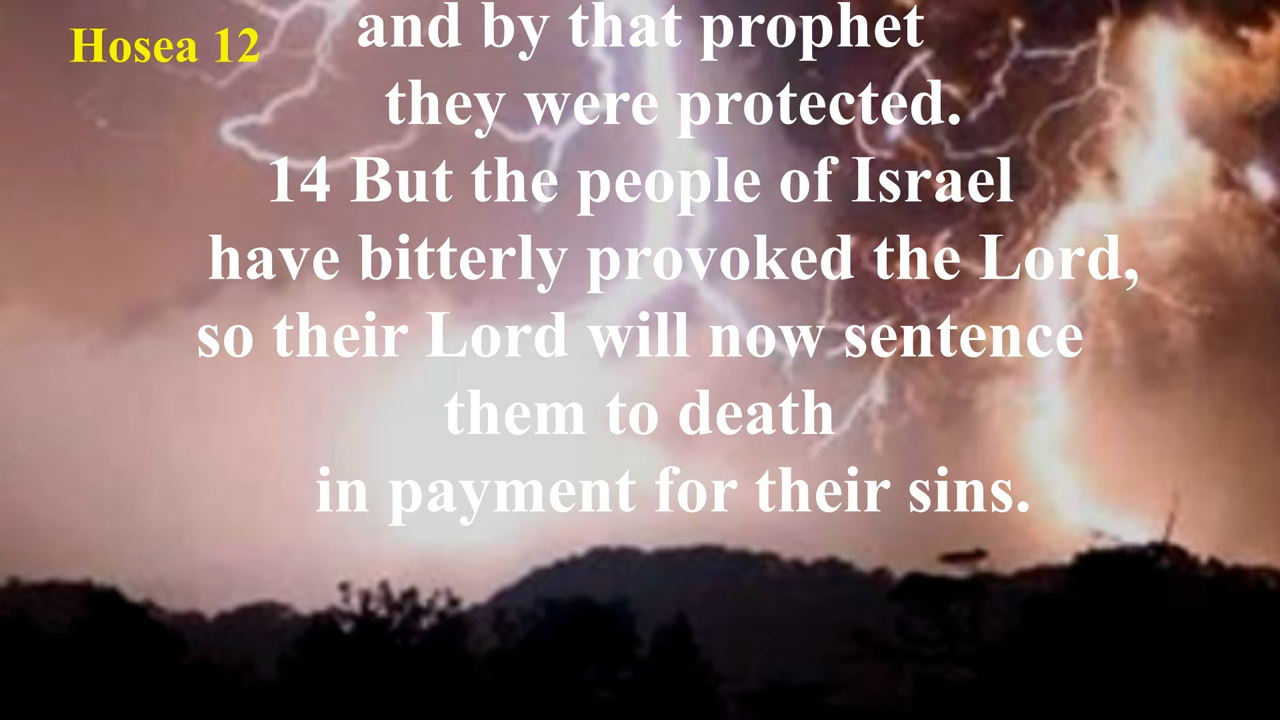 Hosea 12
and by that prophet
they were protected.
14 But the people of Israel
have bitterly provoked the Lord,
so their Lord will now sentence
them to death
in payment for their sins.